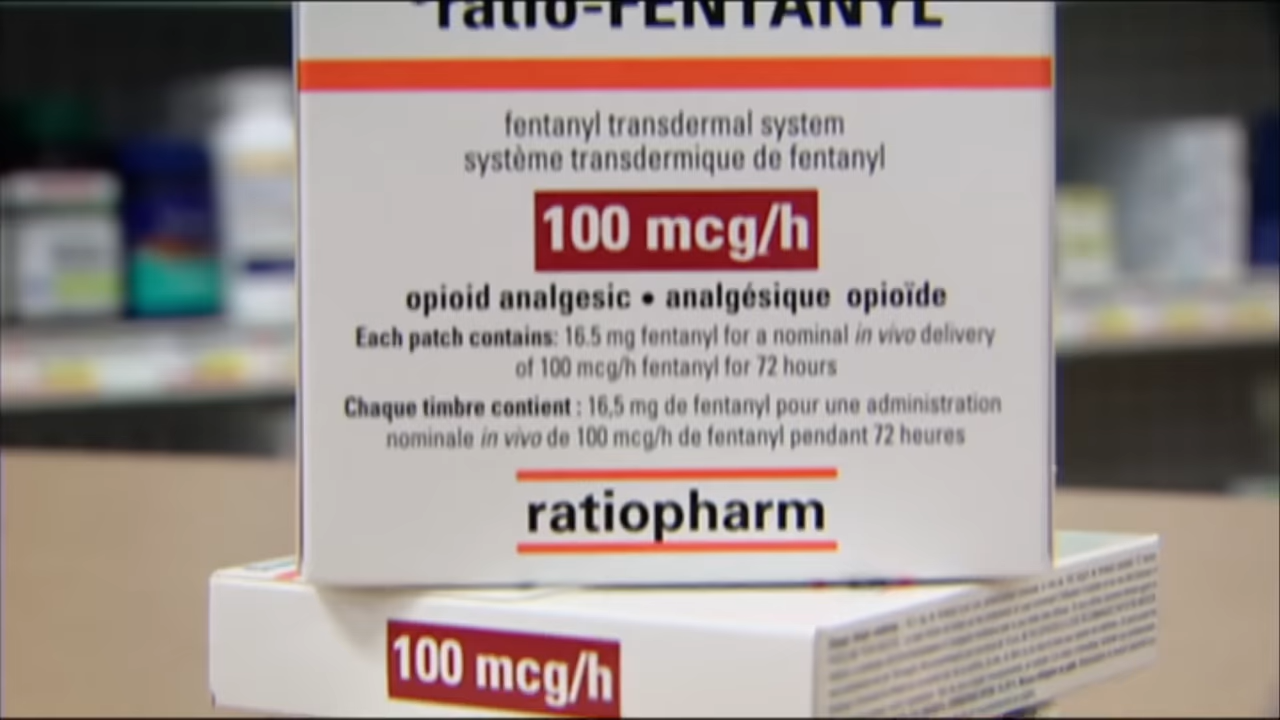 ratio-FENTANYL
fentanyl transdermal system
système transdermique de fentanyl
100 mcg/h
opioid analgesic • analgésique opioïde
Each patch contains: 16.5 mg fentanyl for a nominal in vivo delivery
of 100 mcg/h fentanyl for 72 hours
Chaque timbre contient : 16,5 mg de fentanyl pour une administration
nominale in vivo de 100 mcg/h de fentanyl pendant 72 heures
ratiopharm
100 mcg/h